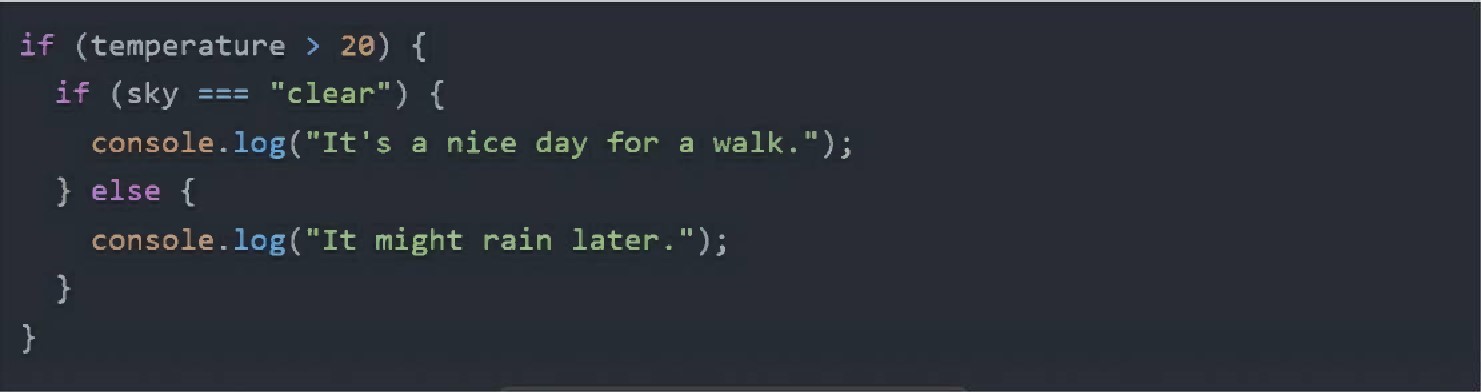 if (temperature > 20) {
  if (sky === "clear") {
    console.log("It's a nice day for a walk.");
  } else {
    console.log("It might rain later.");
  }
}